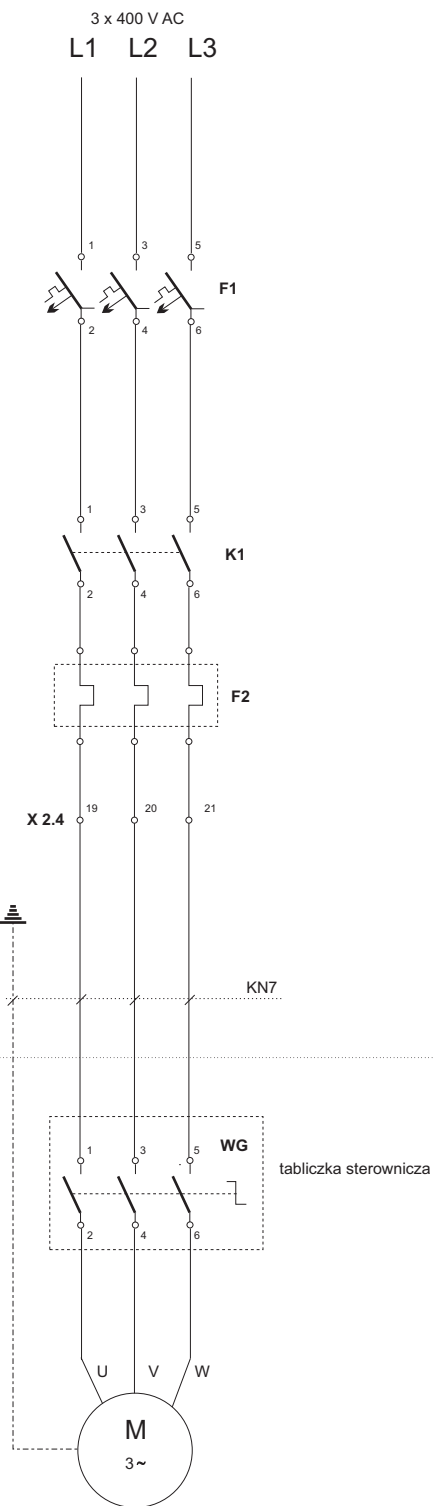 3 x 400 V AC
L1 L2 L3
1 3 5
F1
2 4 6
1 3 5
K1
2 4 6
F2
X 2.4 19 20 21
KN7
WG
1 3 5
tabliczka sterownicza
2 4 6
U V W
M
3~